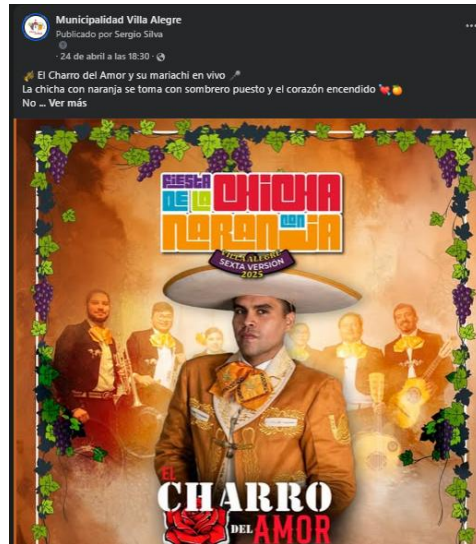 Municipalidad Villa Alegre
Publicado por Sergio Silva
· 24 de abril a las 18:30 ·
🌾 El Charro del Amor y su mariachi en vivo 🎤
La chicha con naranja se toma con sombrero puesto y el corazón encendido 💘🍊
No ... Ver más
FIESTA
DE LA CHICHA
CON
NARANJA
VILLA ALEGRE
SEXTA VERSION
2025
EL
CHARRO
DEL AMOR